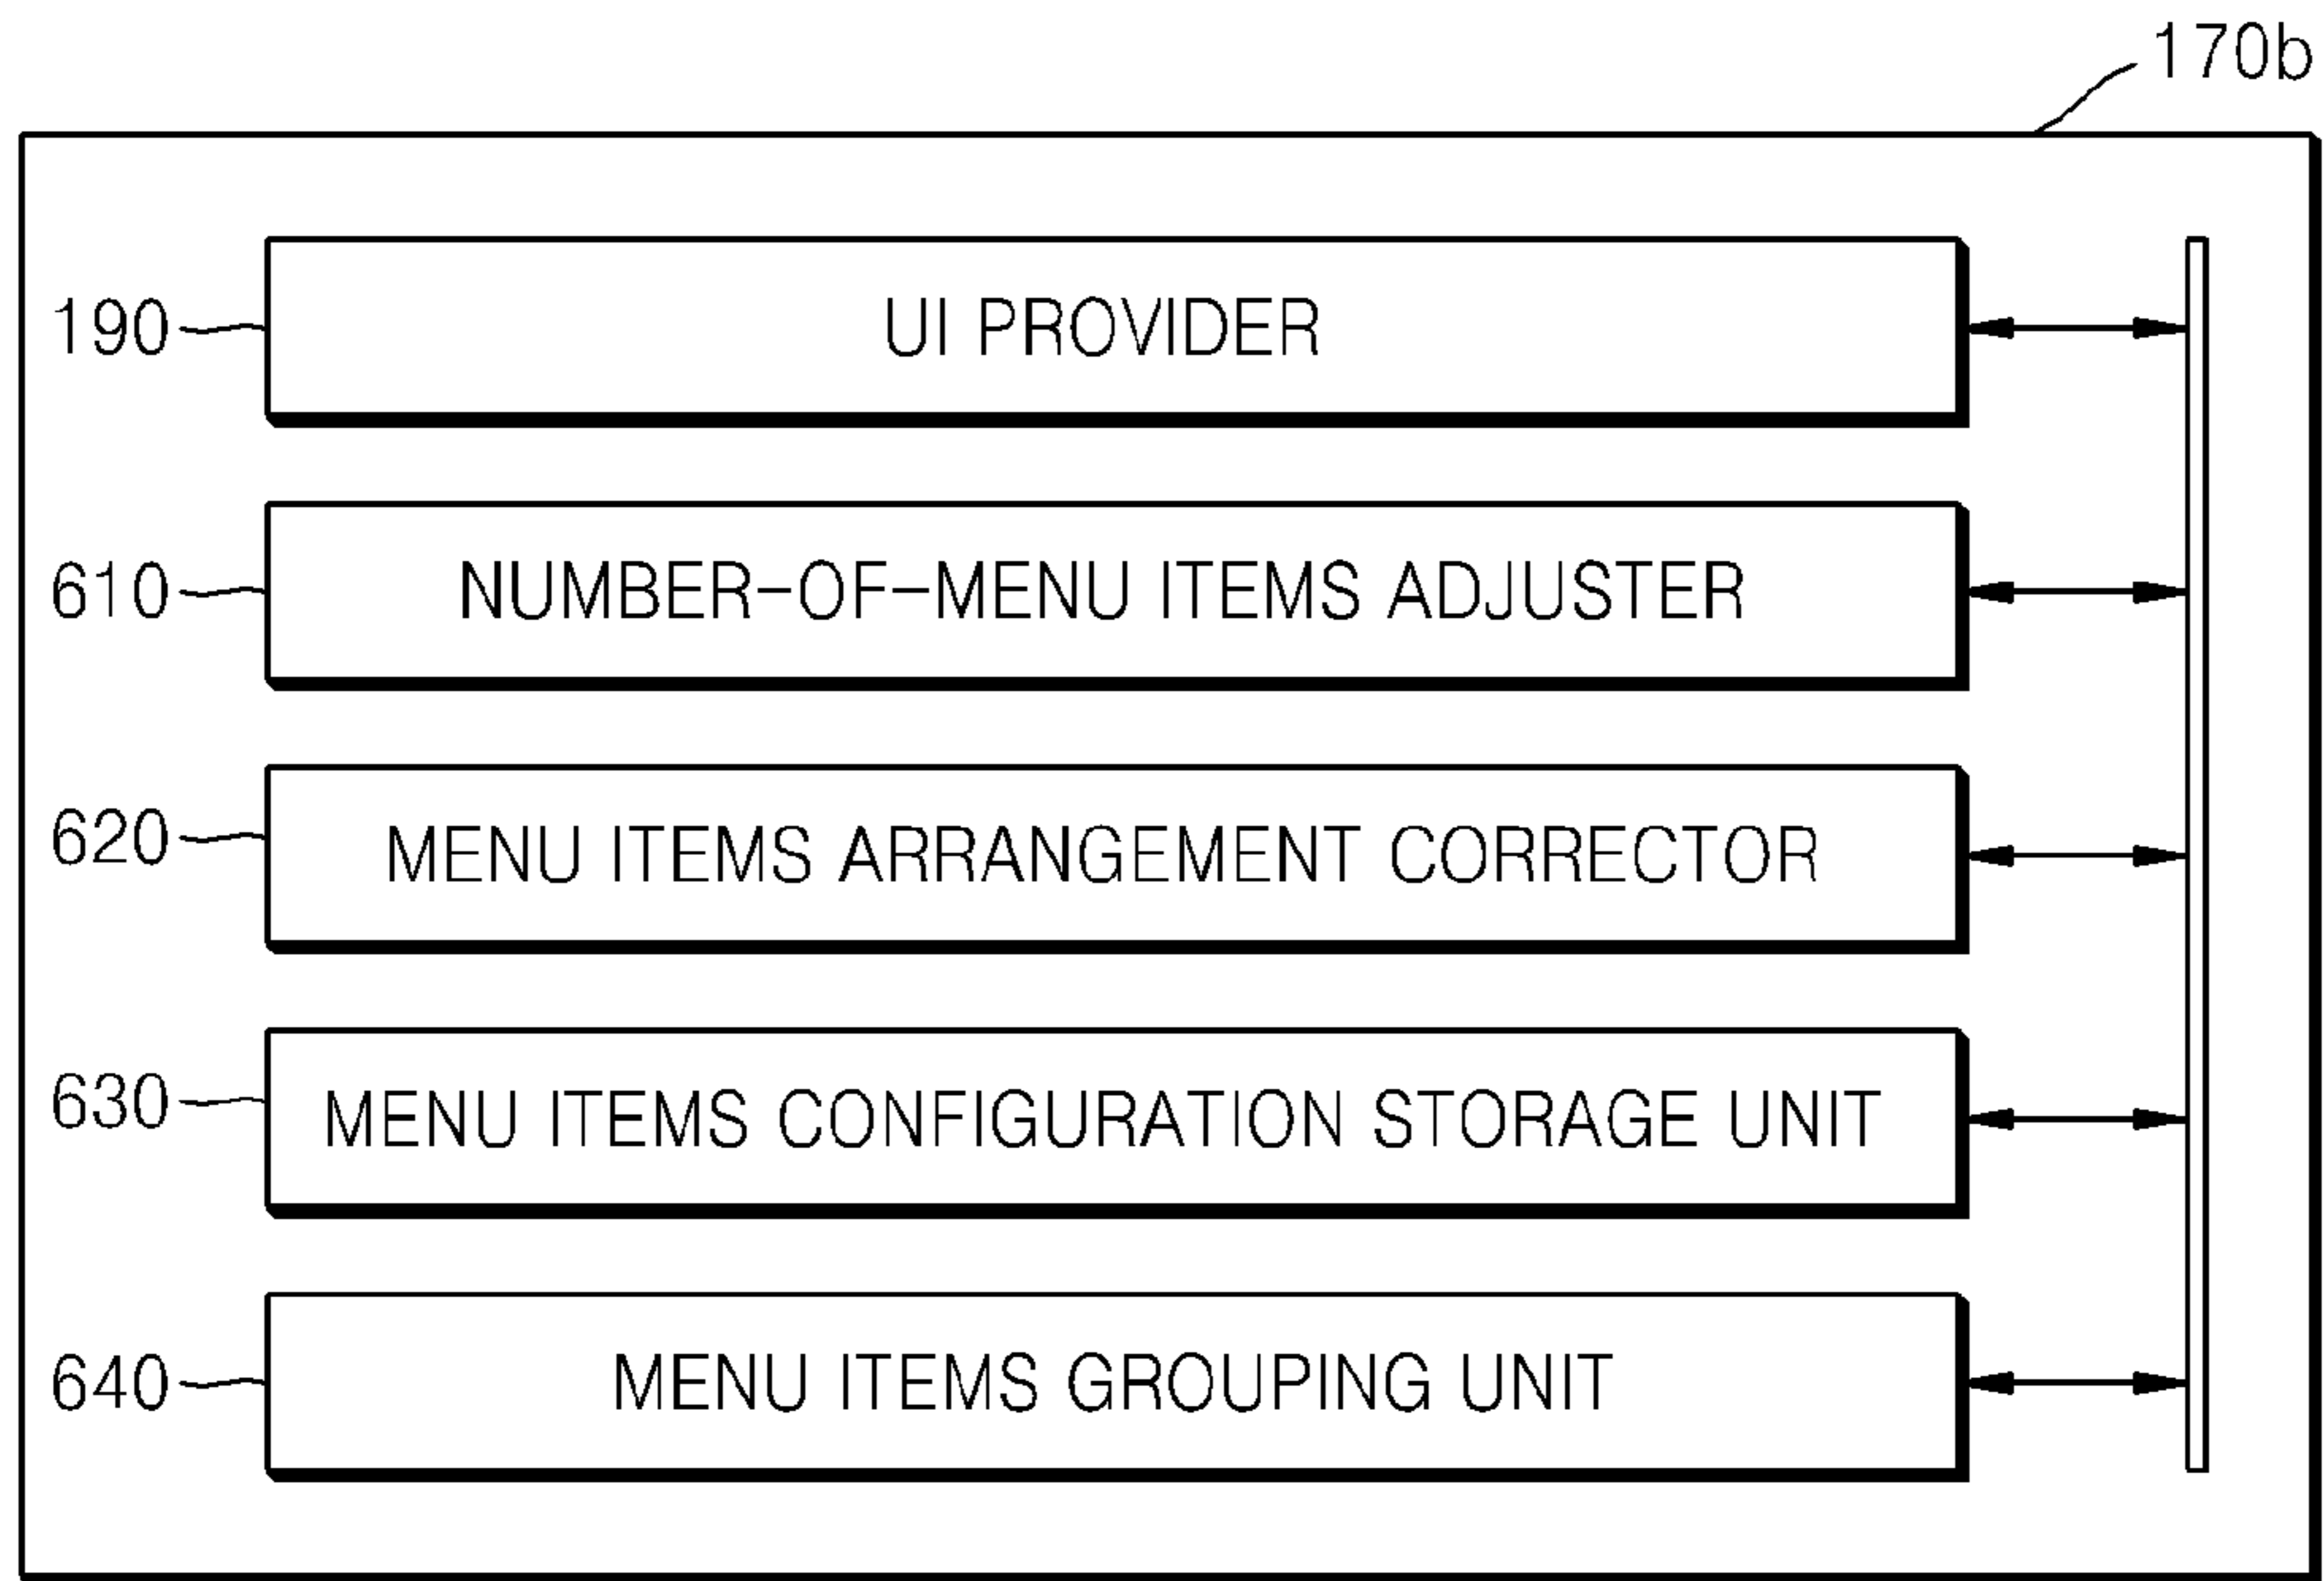 170b
190 UI PROVIDER
610 NUMBER-OF-MENU ITEMS ADJUSTER
620 MENU ITEMS ARRANGEMENT CORRECTOR
630 MENU ITEMS CONFIGURATION STORAGE UNIT
640 MENU ITEMS GROUPING UNIT